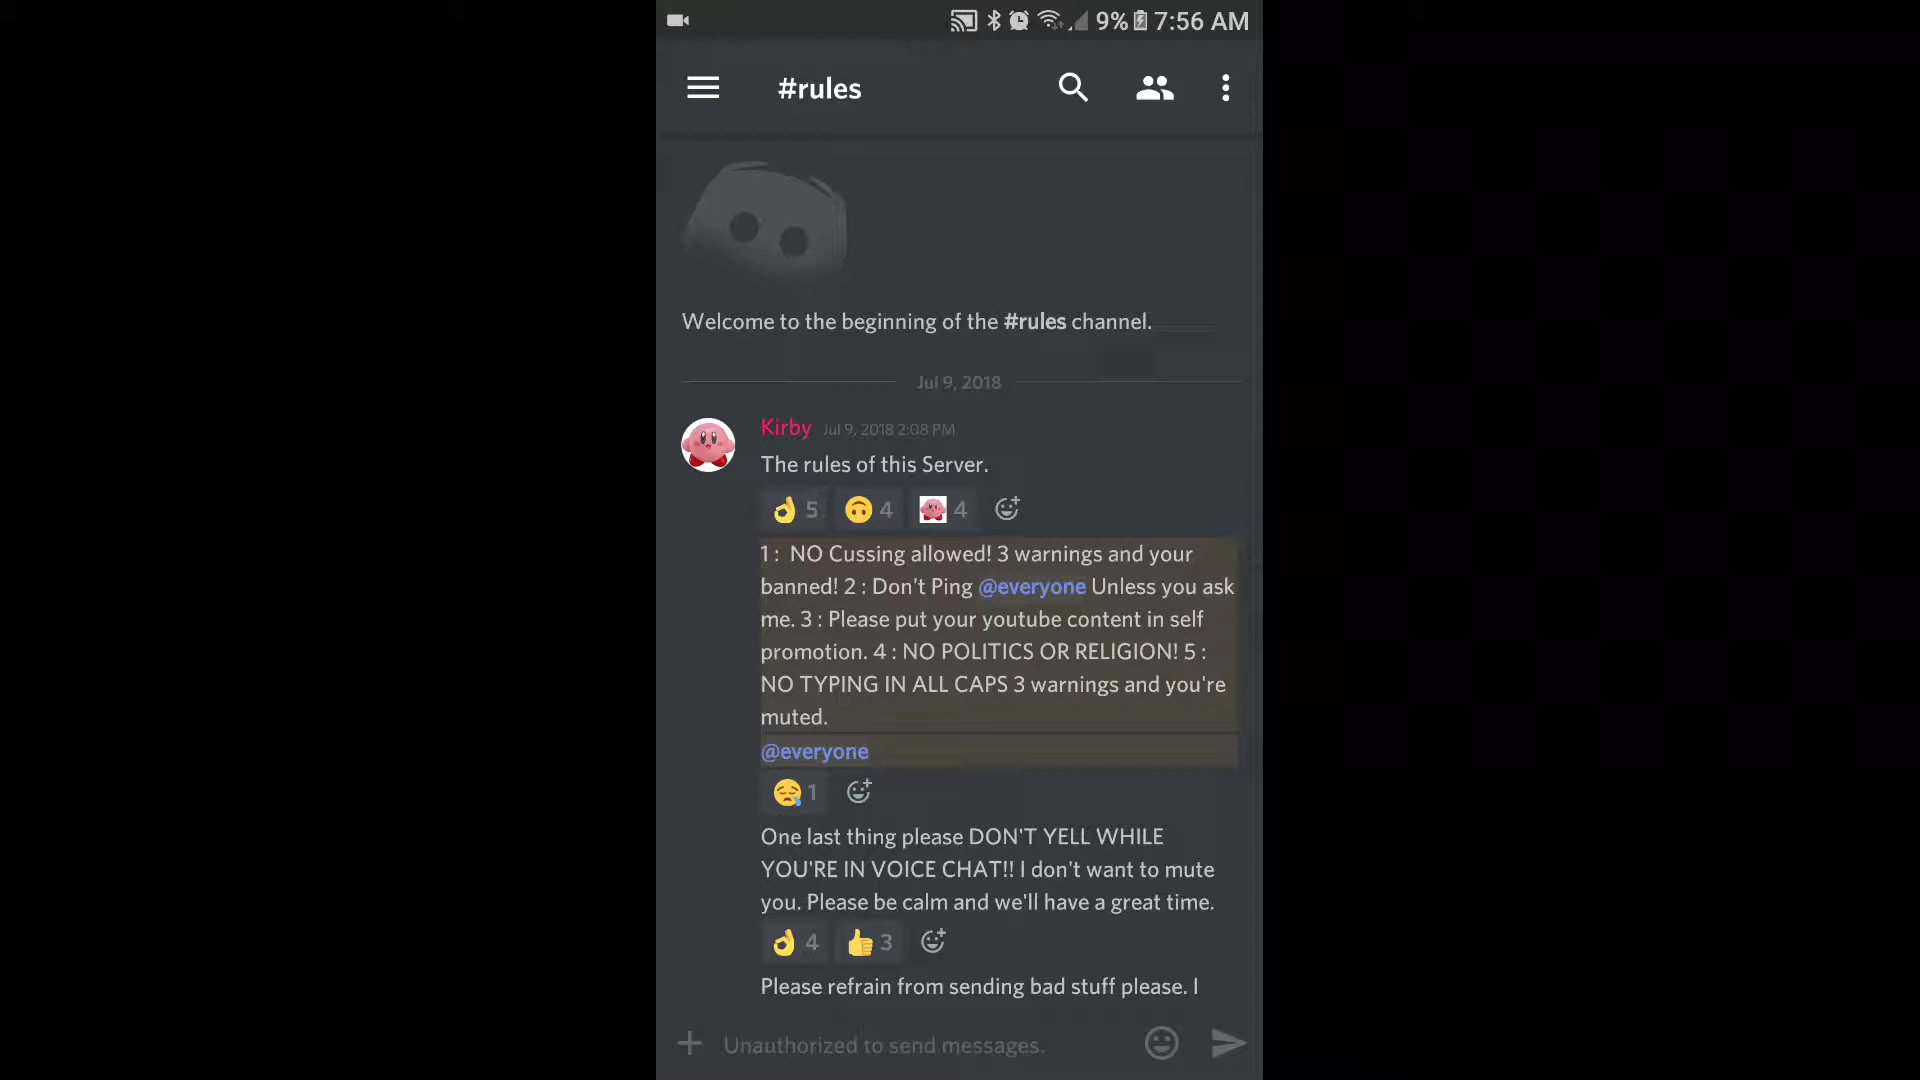 9% 7:56 AM
#rules
Welcome to the beginning of the #rules channel.
Jul 9, 2018
Kirby Jul 9, 2018 2:08 PM
The rules of this Server.
5 4 4
1 :  NO Cussing allowed! 3 warnings and your
banned! 2 : Don't Ping @everyone Unless you ask
me. 3 : Please put your youtube content in self
promotion. 4 : NO POLITICS OR RELIGION! 5 :
NO TYPING IN ALL CAPS 3 warnings and you're
muted.
@everyone
1
One last thing please DON'T YELL WHILE
YOU'RE IN VOICE CHAT!! I don't want to mute
you. Please be calm and we'll have a great time.
4 3
Please refrain from sending bad stuff please. I
Unauthorized to send messages.